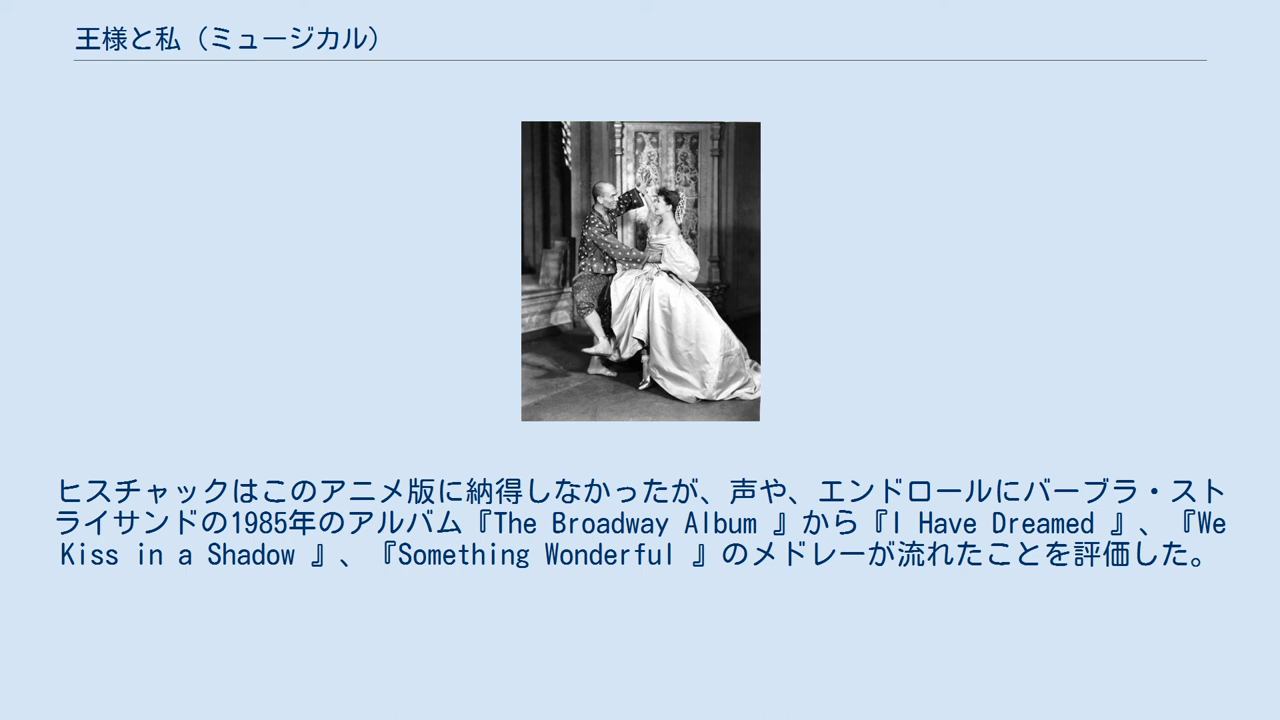 王様と私（ミュージカル）
ヒスチャックはこのアニメ版に納得しなかったが、声や、エンドロールにバーブラ・スト
ライサンドの1985年のアルバム『The Broadway Album 』から『I Have Dreamed 』、『We
Kiss in a Shadow 』、『Something Wonderful 』のメドレーが流れたことを評価した。